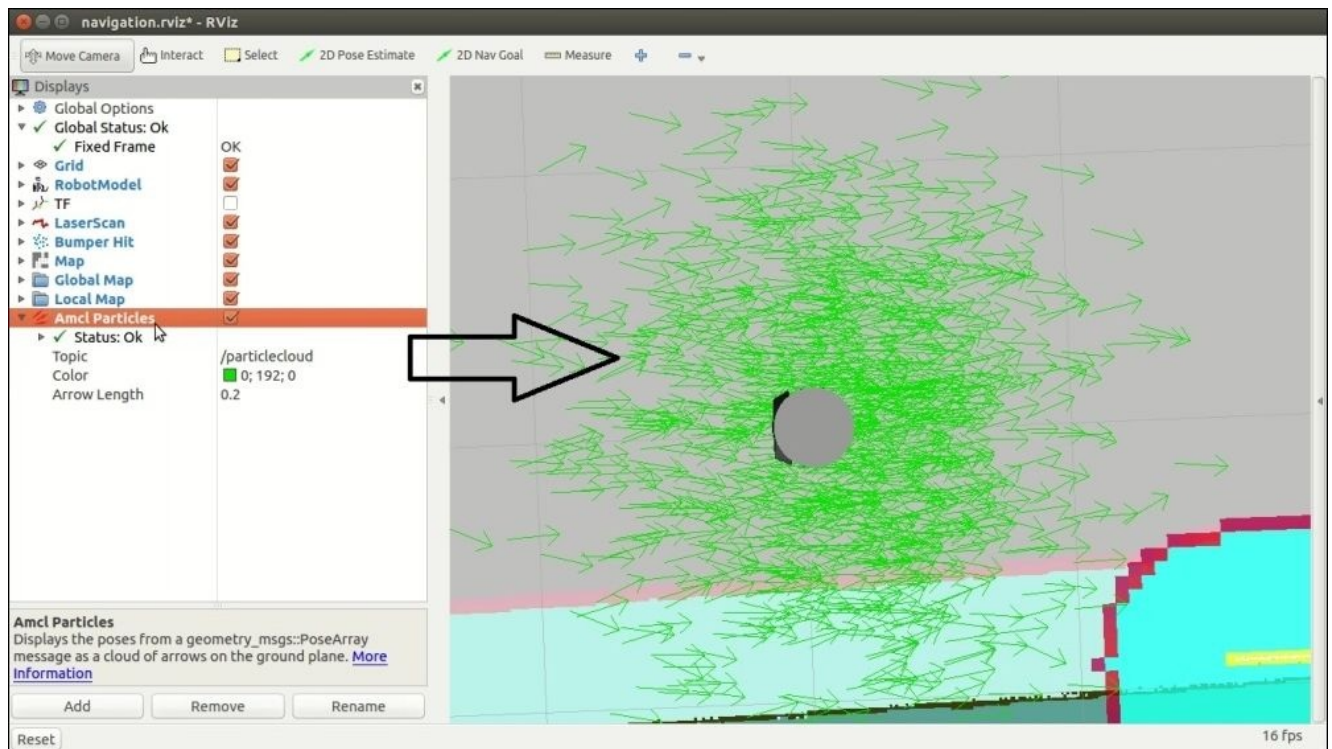 navigation.rviz* - RViz
Move Camera Interact Select 2D Pose Estimate 2D Nav Goal Measure
Displays
Global Options
Global Status: Ok
Fixed Frame OK
Grid
RobotModel
TF
LaserScan
Bumper Hit
Map
Global Map
Local Map
Amcl Particles
Status: Ok
Topic /particlecloud
Color 0; 192; 0
Arrow Length 0.2
Amcl Particles
Displays the poses from a geometry_msgs::PoseArray
message as a cloud of arrows on the ground plane. More
Information
Add Remove Rename
Reset 16 fps